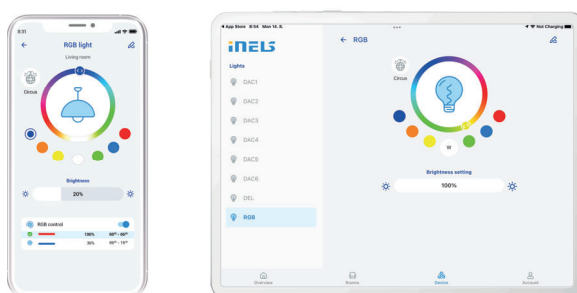 8:31
RGB light
Living room
Circus
Brightness
20%
RGB control
100%
30%
App Store 8:54 Mon 14. 8.
Not Charging
iNELS
RGB
Lights
DAC1
DAC2
DAC3
DAC4
DAC5
DAC6
DEL
RGB
Circus
W
Brightness setting
100%
Overview
Rooms
Device
Account